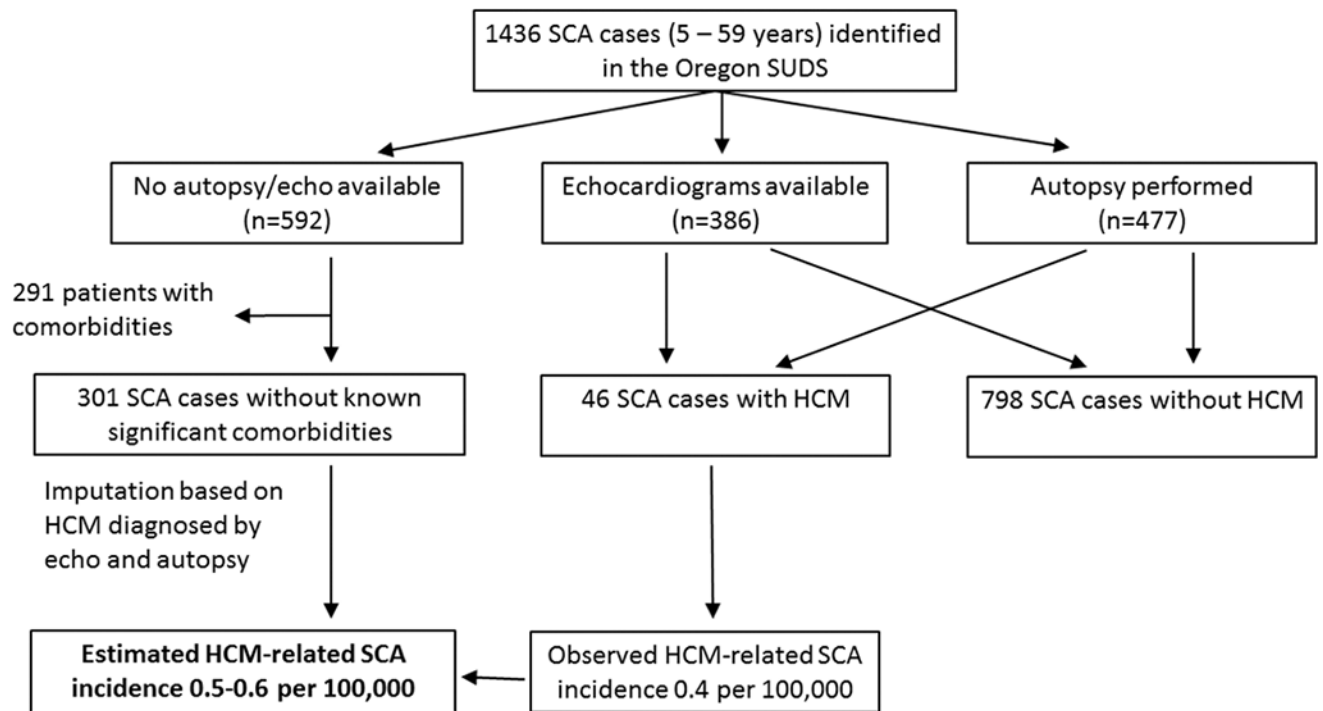 1436 SCA cases (5 – 59 years) identified
in the Oregon SUDS
No autopsy/echo available
(n=592)
Echocardiograms available
(n=386)
Autopsy performed
(n=477)
291 patients with
comorbidities
301 SCA cases without known
significant comorbidities
46 SCA cases with HCM
798 SCA cases without HCM
Imputation based on
HCM diagnosed by
echo and autopsy
Estimated HCM-related SCA
incidence 0.5-0.6 per 100,000
Observed HCM-related SCA
incidence 0.4 per 100,000